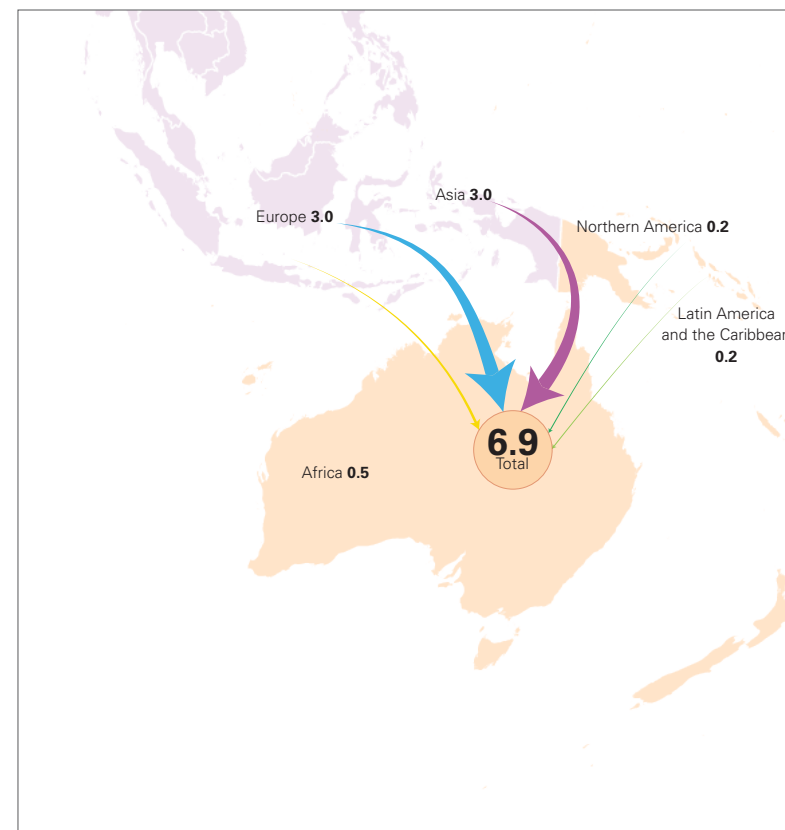 Asia 3.0
Europe 3.0
Northern America 0.2
Latin America
and the Caribbean
0.2
6.9
Total
Africa 0.5